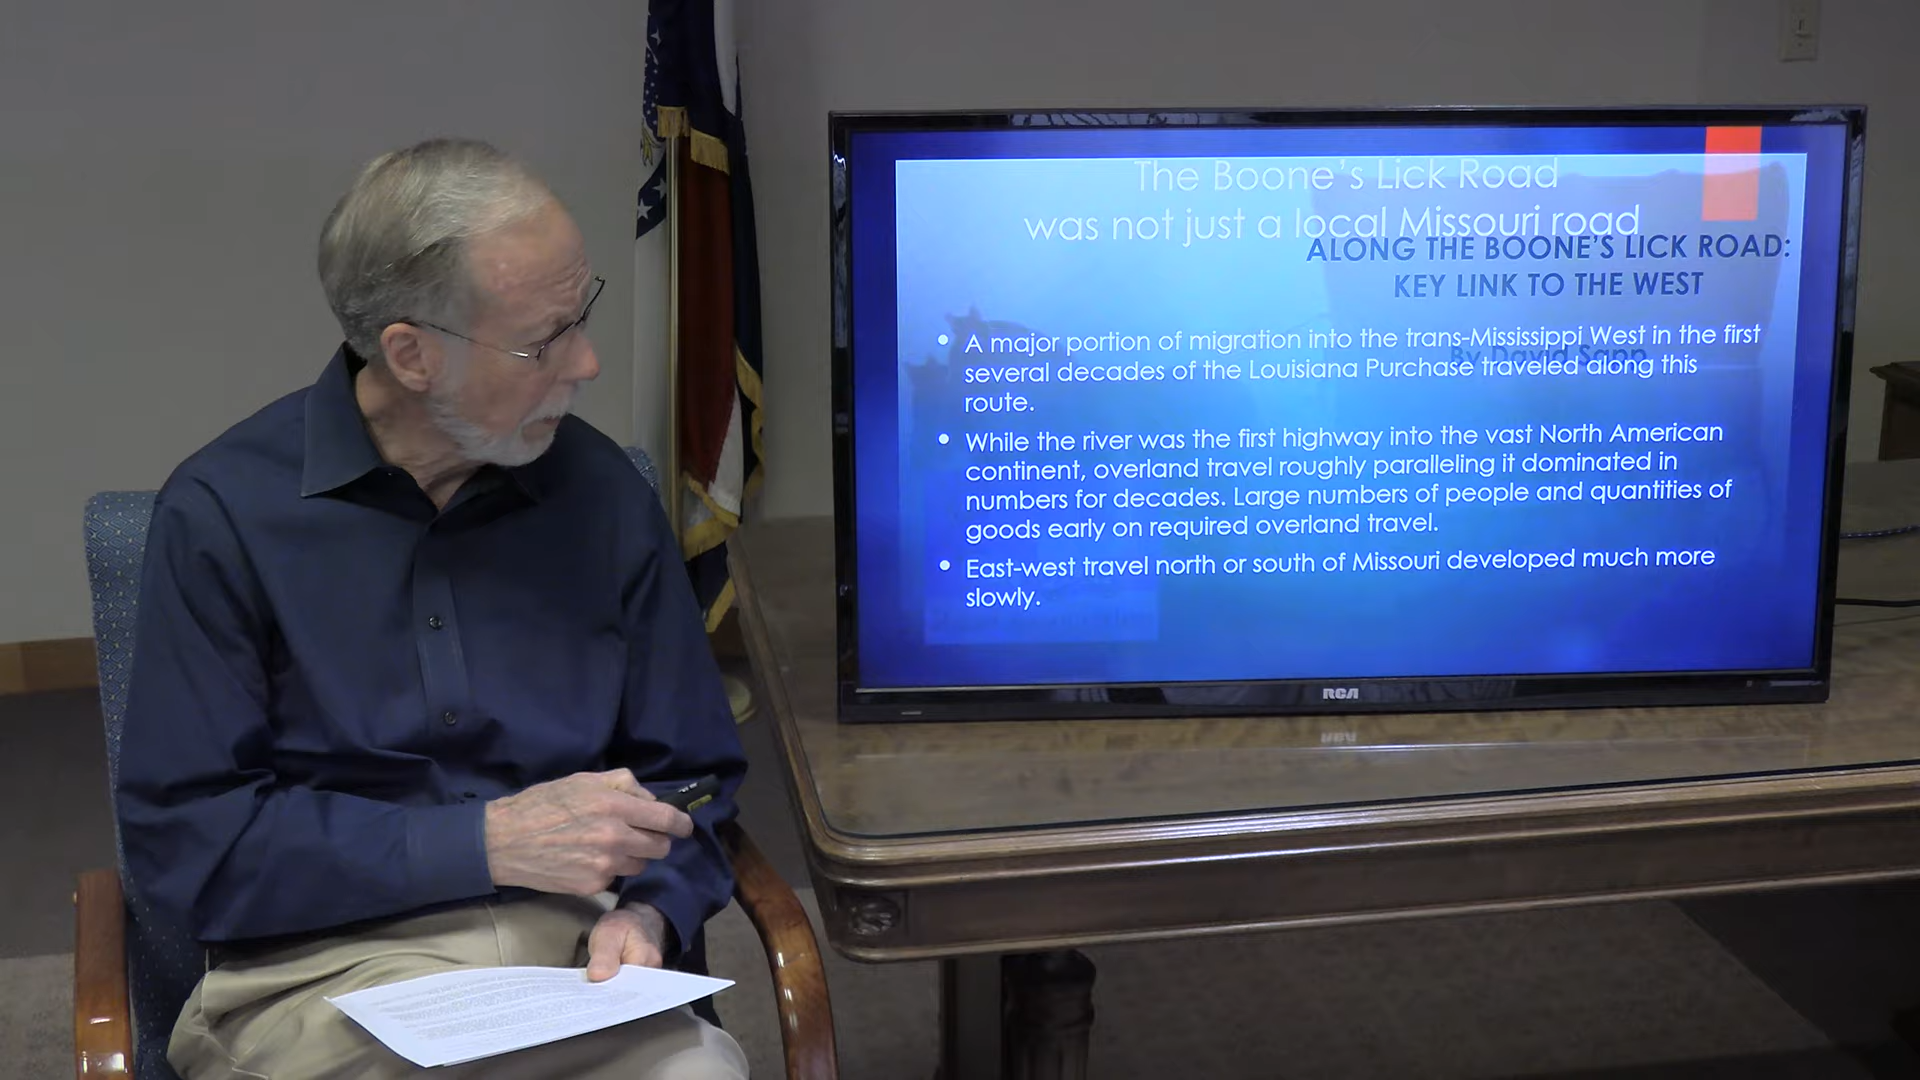 The Boone's Lick Road
was not just a local Missouri road
ALONG THE BOONE'S LICK ROAD:
KEY LINK TO THE WEST
By David Sapp
• A major portion of migration into the trans-Mississippi West in the first
several decades of the Louisiana Purchase traveled along this
route.
• While the river was the first highway into the vast North American
continent, overland travel roughly paralleling it dominated in
numbers for decades. Large numbers of people and quantities of
goods early on required overland travel.
• East-west travel north or south of Missouri developed much more
slowly.
RCA